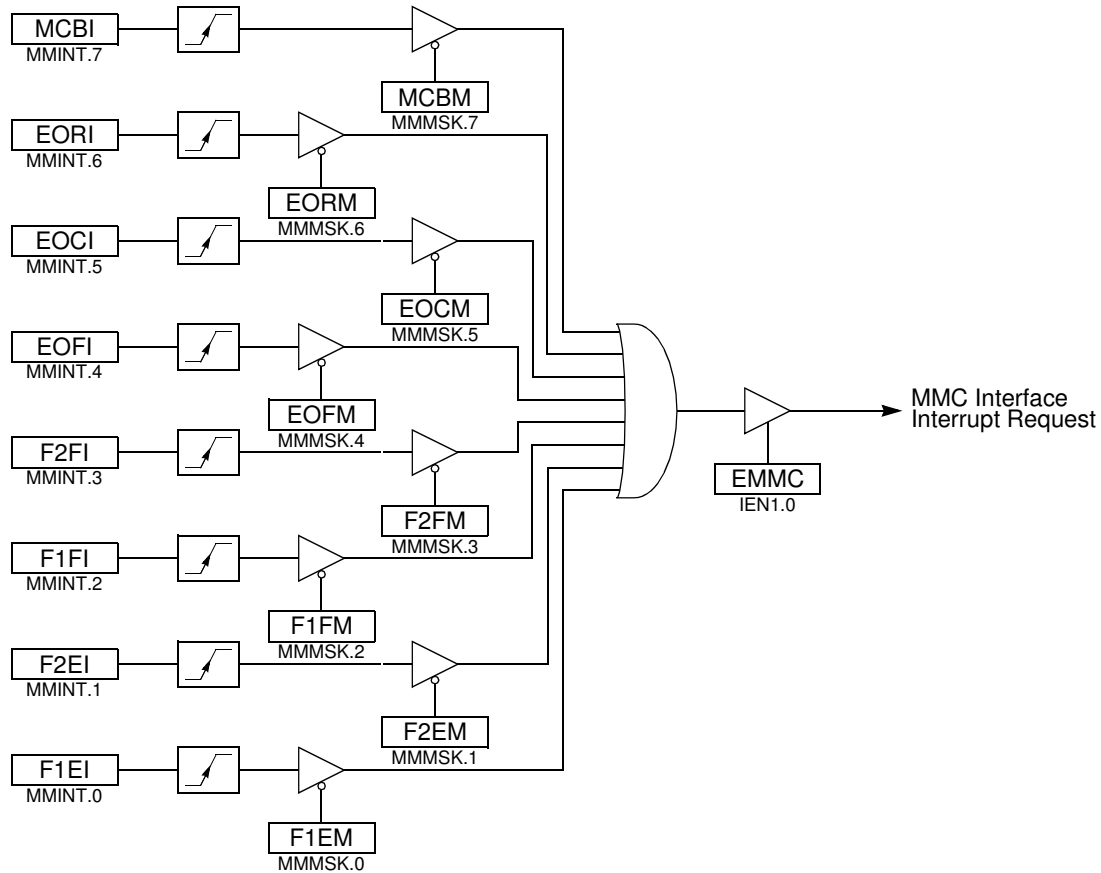 MCBI
MMINT.7
MCBM
MMMSK.7
EORI
MMINT.6
EORM
MMMSK.6
EOCI
MMINT.5
EOCM
MMMSK.5
EOFI
MMINT.4
EOFM
MMMSK.4
MMC Interface
Interrupt Request
EMMC
IEN1.0
F2FI
MMINT.3
F2FM
MMMSK.3
F1FI
MMINT.2
F1FM
MMMSK.2
F2EI
MMINT.1
F2EM
MMMSK.1
F1EI
MMINT.0
F1EM
MMMSK.0